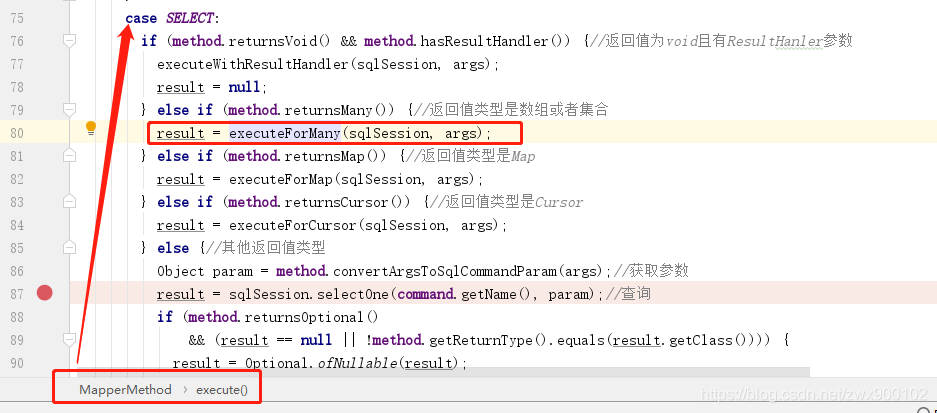 75 case SELECT:
76 if (method.returnsVoid() && method.hasResultHandler()) {//返回值为void且有ResultHanler参数
77 executeWithResultHandler(sqlSession, args);
78 result = null;
79 } else if (method.returnsMany()) {//返回值类型是数组或者集合
80 result = executeForMany(sqlSession, args);
81 } else if (method.returnsMap()) {//返回值类型是Map
82 result = executeForMap(sqlSession, args);
83 } else if (method.returnsCursor()) {//返回值类型是Cursor
84 result = executeForCursor(sqlSession, args);
85 } else {//其他返回值类型
86 Object param = method.convertArgsToSqlCommandParam(args);//获取参数
87 result = sqlSession.selectOne(command.getName(), param);//查询
88 if (method.returnsOptional()
89 && (result == null || !method.getReturnType().equals(result.getClass()))) {
90 result = Optional.ofNullable(result);
MapperMethod › execute()
https://blog.csdn.net/zwx900102